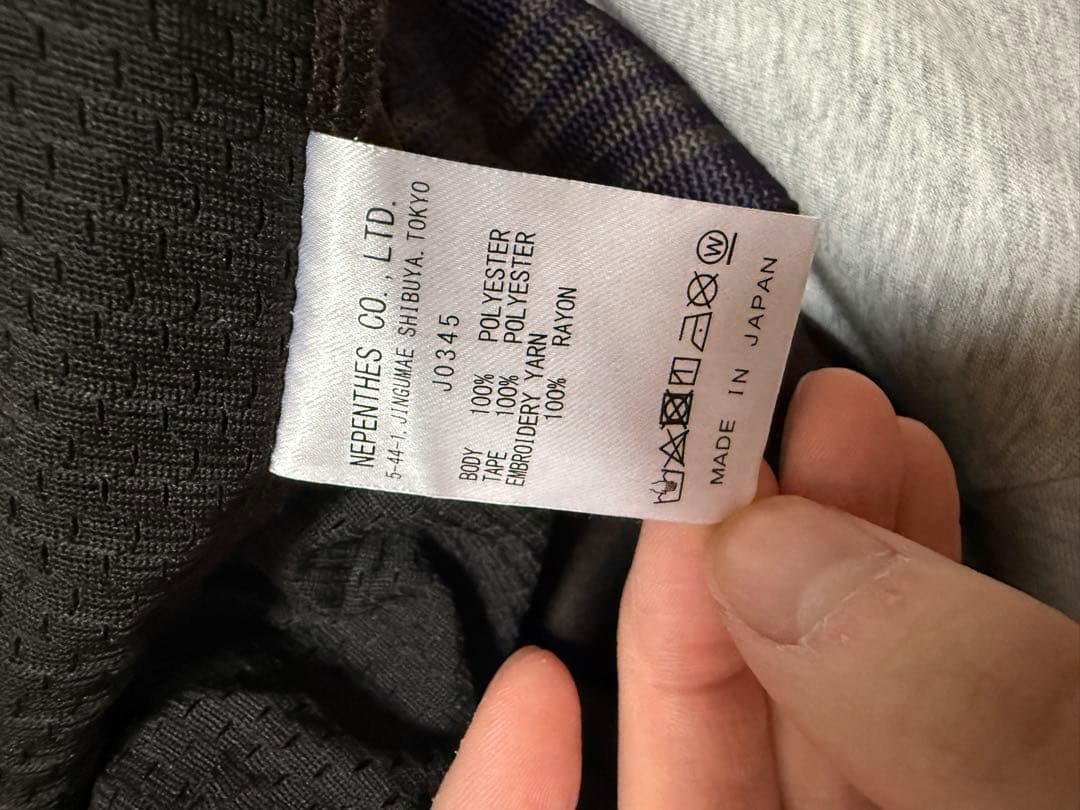 NEPENTHES CO., LTD.
5-44-1, JINGUMAE SHIBUYA, TOKYO
J0345
BODY 100% POLYESTER
TAPE 100% POLYESTER
EMBROIDERY YARN
100% RAYON
W
MADE IN JAPAN